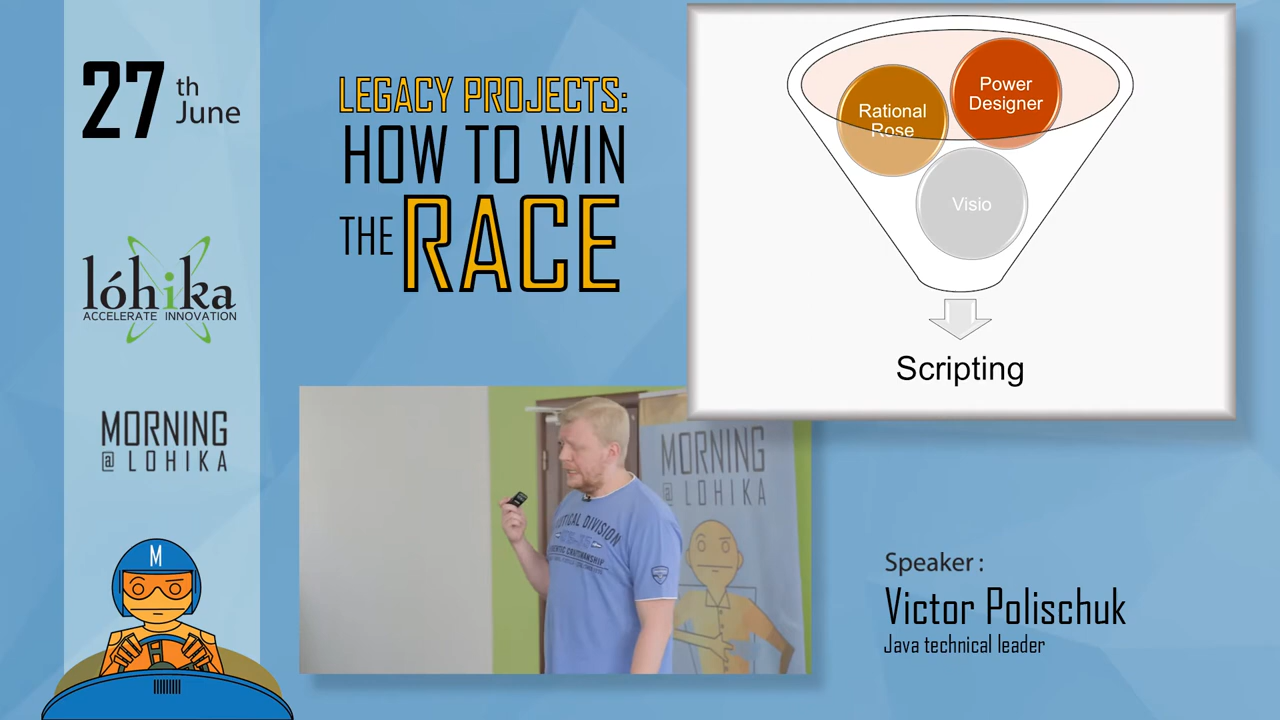 27
th
June
lóhika
ACCELERATE INNOVATION
MORNING
@ LOHIKA
M
LEGACY PROJECTS:
HOW TO WIN
THE RACE
Rational
Rose
Power
Designer
Visio
Scripting
MORNING
@ LOHIKA
DIVISION
Speaker :
Victor Polischuk
Java technical leader